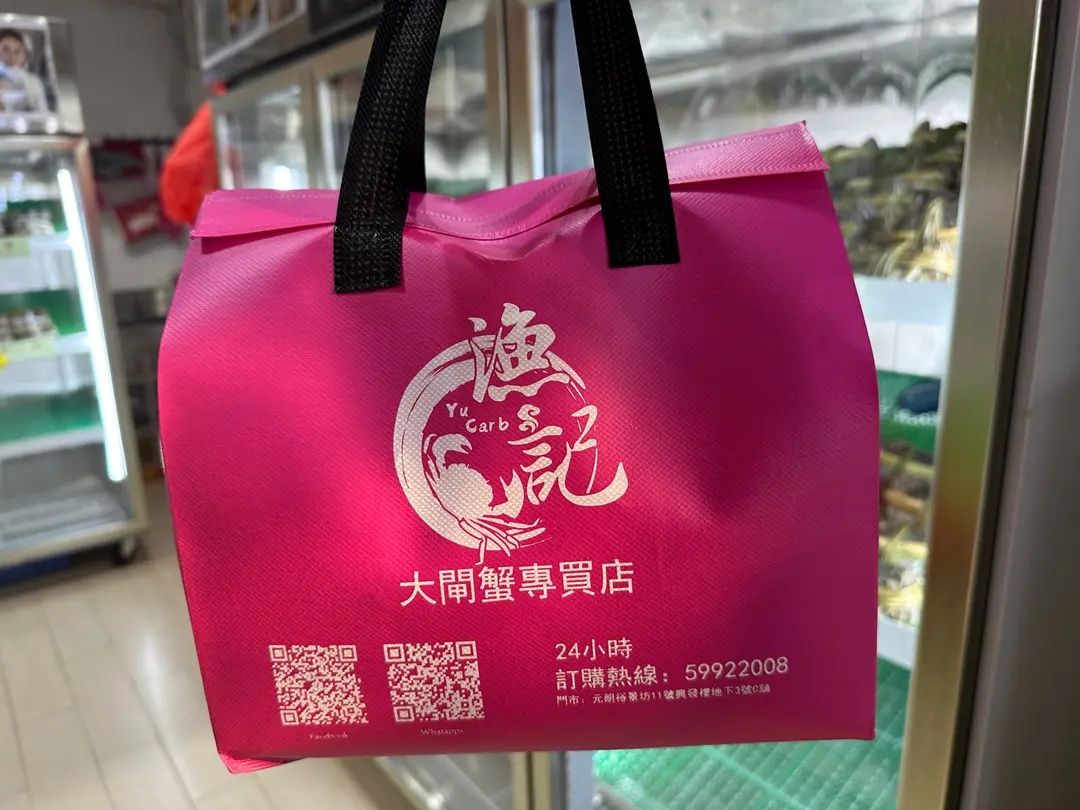 漁
Yu
Carb
記
大閘蟹專買店
24小時
訂購熱線：59922008
門市：元朗裕景坊11號興發樓地下3號C舖
Facebook
Whatapps